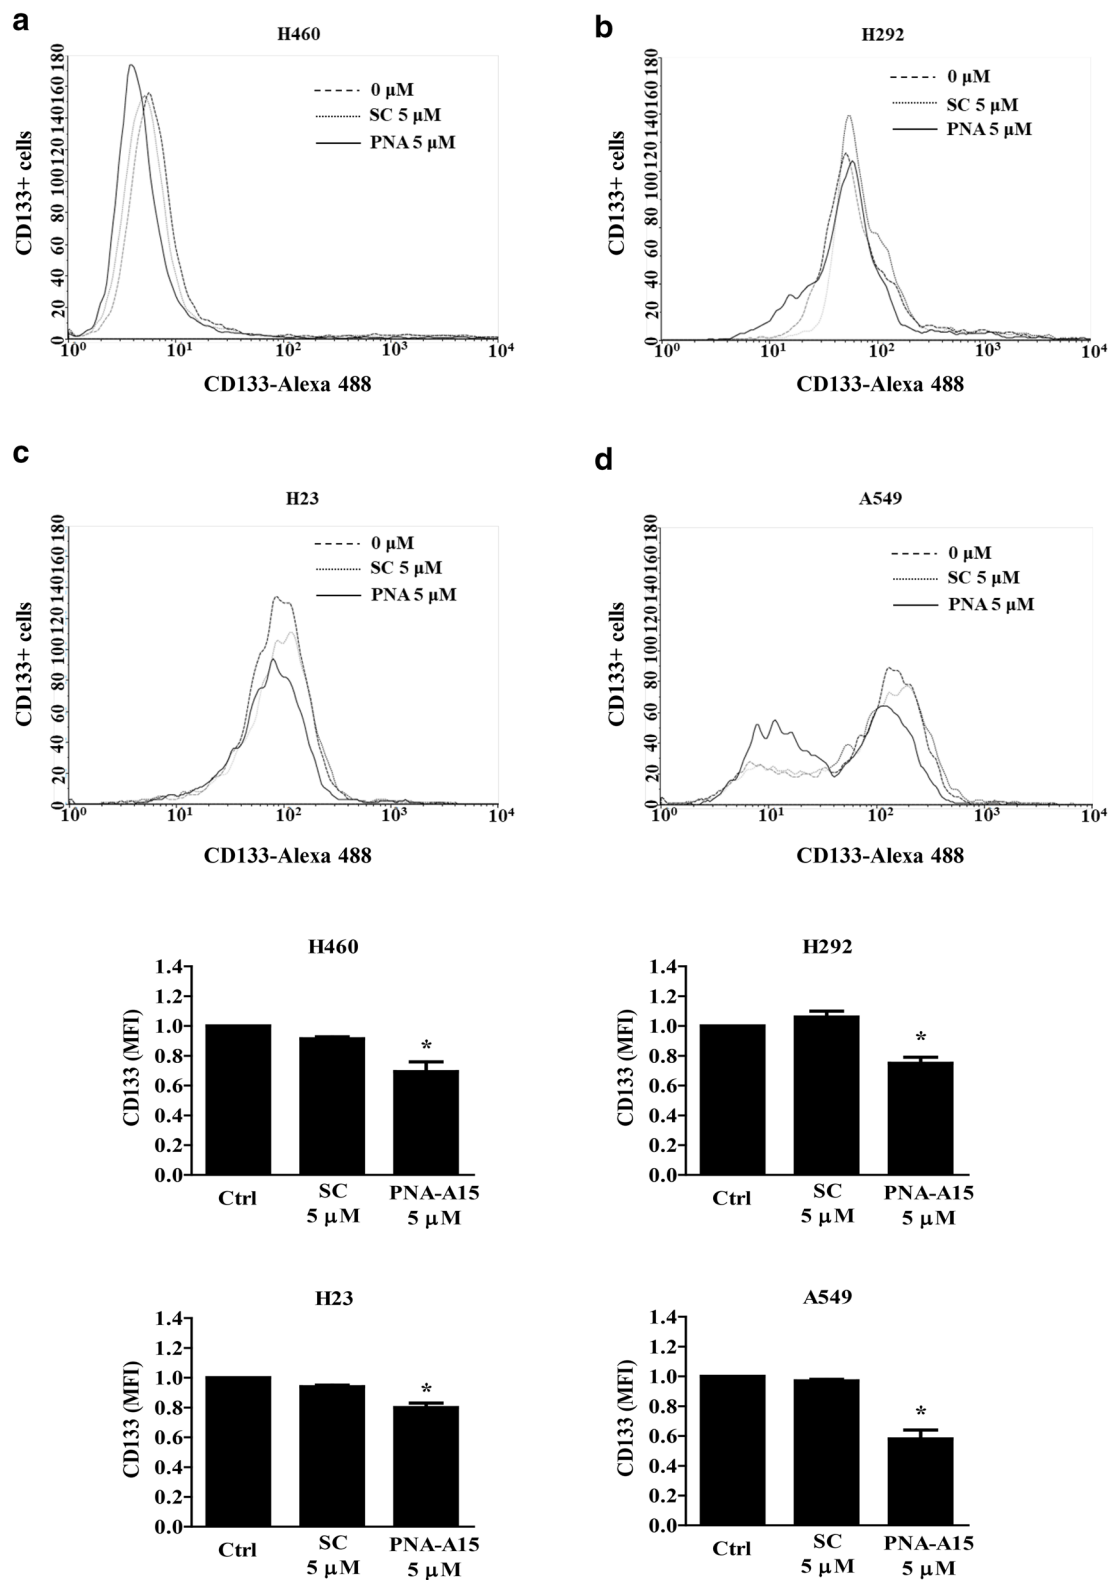 a
H460
CD133+ cells
0 20 40 60 80 100 120 140 160 180
0 µM
SC 5 µM
PNA 5 µM
10⁰ 10¹ 10² 10³ 10⁴
CD133-Alexa 488
b
H292
CD133+ cells
0 20 40 60 80 100 120 140 160 180
0 µM
SC 5 µM
PNA 5 µM
10⁰ 10¹ 10² 10³ 10⁴
CD133-Alexa 488
c
H23
CD133+ cells
0 20 40 60 80 100 120 140 160 180
0 µM
SC 5 µM
PNA 5 µM
10⁰ 10¹ 10² 10³ 10⁴
CD133-Alexa 488
d
A549
CD133+ cells
0 20 40 60 80 100 120 140 160 180
0 µM
SC 5 µM
PNA 5 µM
10⁰ 10¹ 10² 10³ 10⁴
CD133-Alexa 488
H460
CD133 (MFI)
1.4
1.2
1.0
0.8
0.6
0.4
0.2
0.0
*
Ctrl SC PNA-A15
5 µM 5 µM
H292
CD133 (MFI)
1.4
1.2
1.0
0.8
0.6
0.4
0.2
0.0
*
Ctrl SC PNA-A15
5 µM 5 µM
H23
CD133 (MFI)
1.4
1.2
1.0
0.8
0.6
0.4
0.2
0.0
*
Ctrl SC PNA-A15
5 µM 5 µM
A549
CD133 (MFI)
1.4
1.2
1.0
0.8
0.6
0.4
0.2
0.0
*
Ctrl SC PNA-A15
5 µM 5 µM